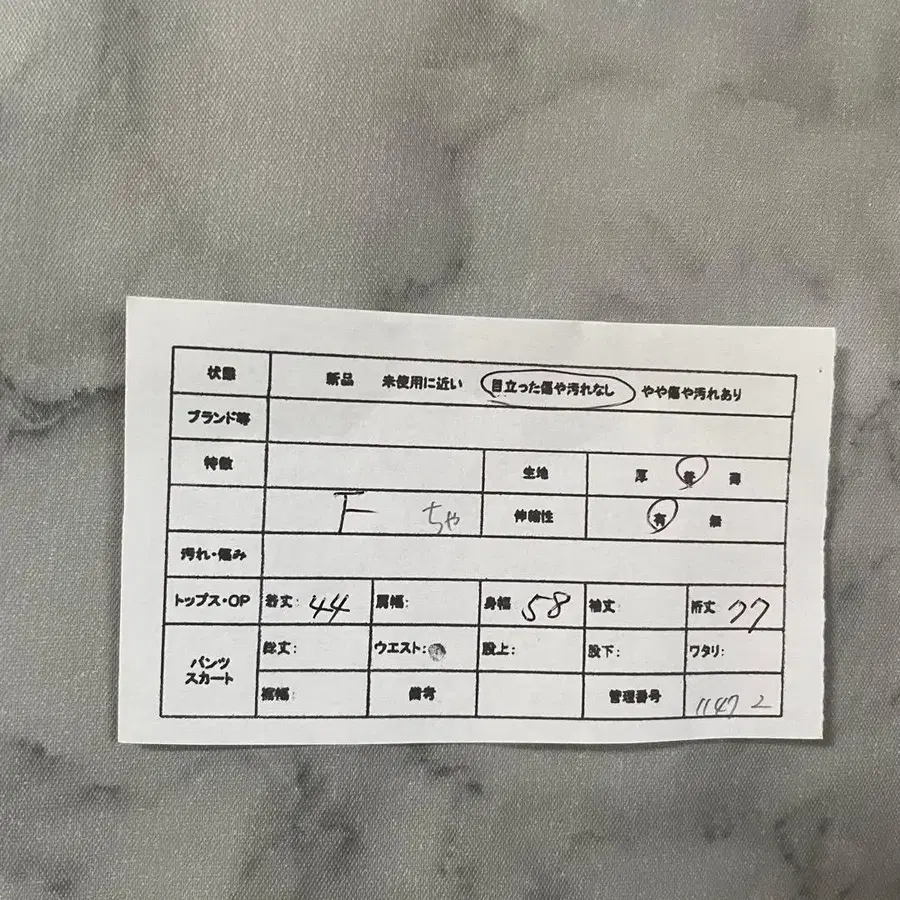 状態 新品 未使用に近い 目立った傷や汚れなし やや傷や汚れあり
ブランド等
特徴 生地 厚 普 薄
F ちゃ 伸縮性 有 無
汚れ・傷み
トップス・OP 着丈: 44 肩幅: 身幅 58 袖丈: 裄丈 77
パンツ スカート 総丈: ウエスト: 股上: 股下: ワタリ:
裾幅: 備考 管理番号 11472